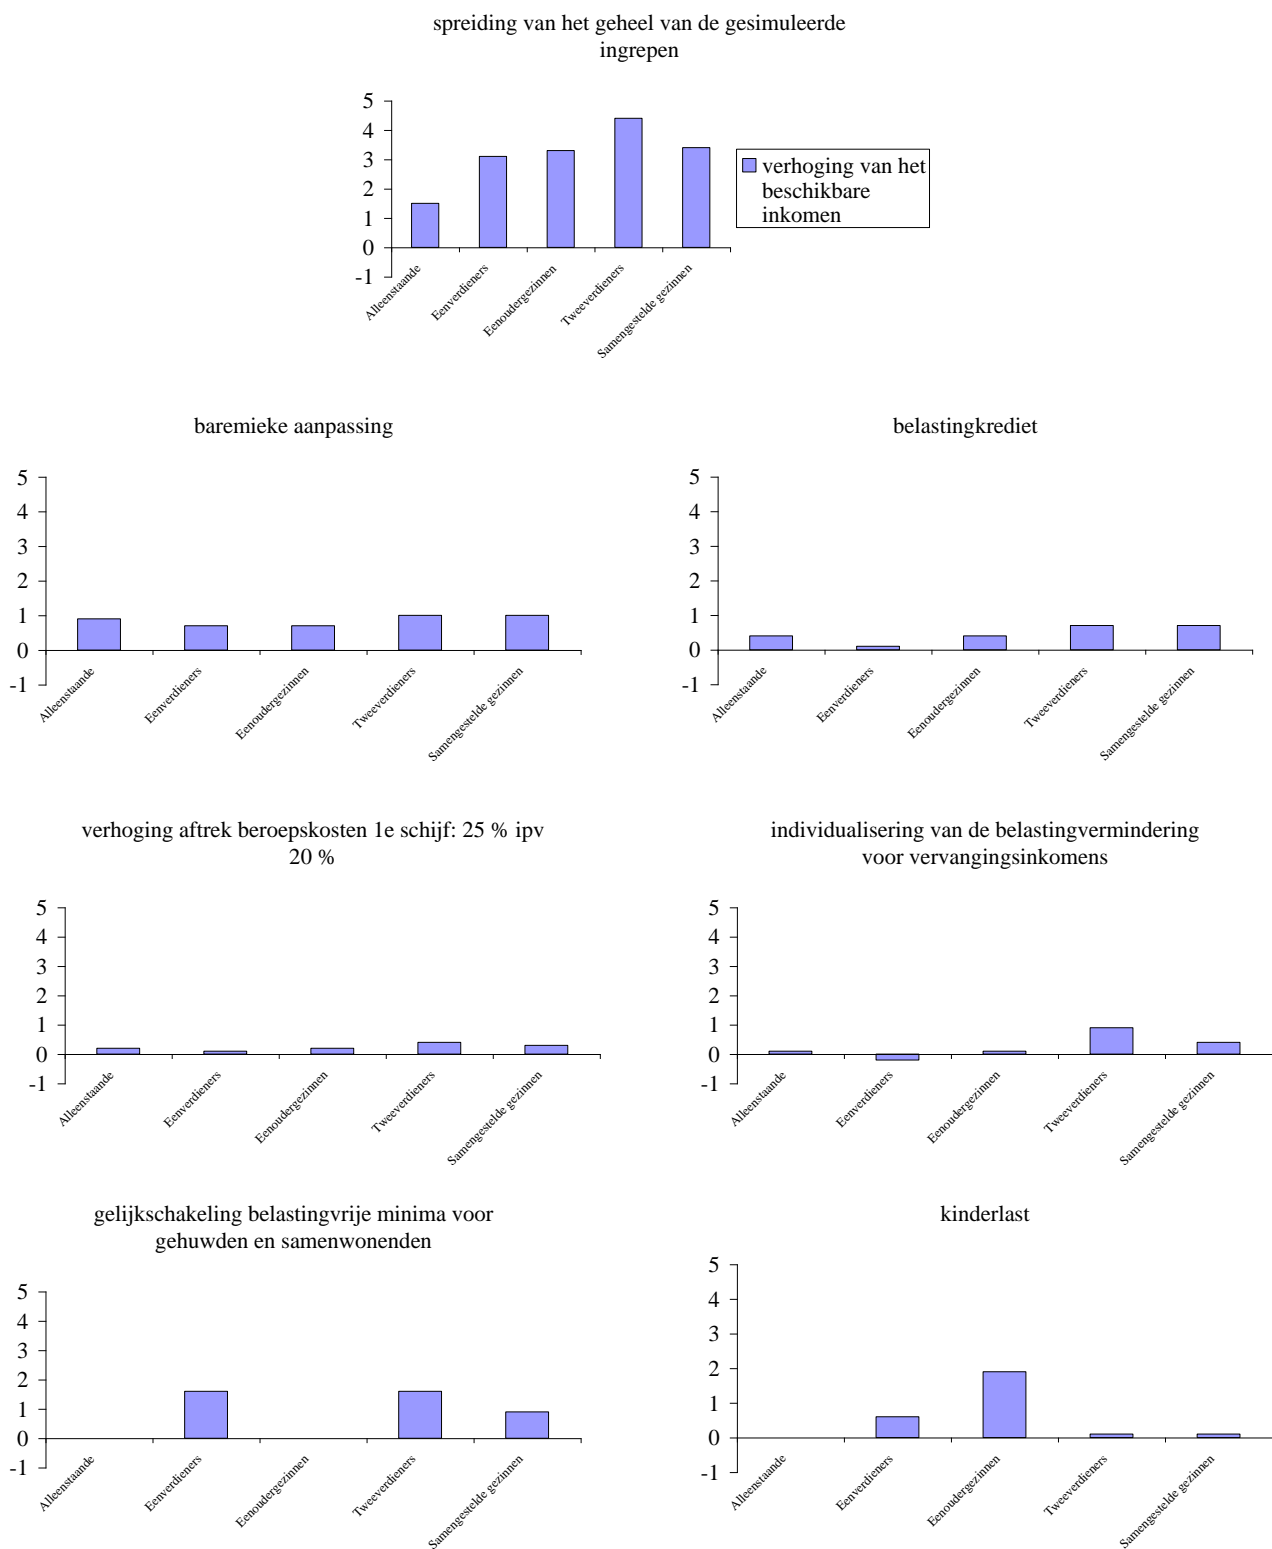 spreiding van het geheel van de gesimuleerde
ingrepen
5
4
3
2
1
0
-1
verhoging van het
beschikbare
inkomen
Alleenstaande
Eenverdieners
Eenoudergezinnen
Tweeverdieners
Samengestelde gezinnen
baremieke aanpassing
5
4
3
2
1
0
-1
Alleenstaande
Eenverdieners
Eenoudergezinnen
Tweeverdieners
Samengestelde gezinnen
belastingkrediet
5
4
3
2
1
0
-1
Alleenstaande
Eenverdieners
Eenoudergezinnen
Tweeverdieners
Samengestelde gezinnen
verhoging aftrek beroepskosten 1e schijf: 25 % ipv
20 %
5
4
3
2
1
0
-1
Alleenstaande
Eenverdieners
Eenoudergezinnen
Tweeverdieners
Samengestelde gezinnen
individualisering van de belastingvermindering
voor vervangingsinkomens
5
4
3
2
1
0
-1
Alleenstaande
Eenverdieners
Eenoudergezinnen
Tweeverdieners
Samengestelde gezinnen
gelijkschakeling belastingvrije minima voor
gehuwden en samenwonenden
5
4
3
2
1
0
-1
Alleenstaande
Eenverdieners
Eenoudergezinnen
Tweeverdieners
Samengestelde gezinnen
kinderlast
5
4
3
2
1
0
-1
Alleenstaande
Eenverdieners
Eenoudergezinnen
Tweeverdieners
Samengestelde gezinnen